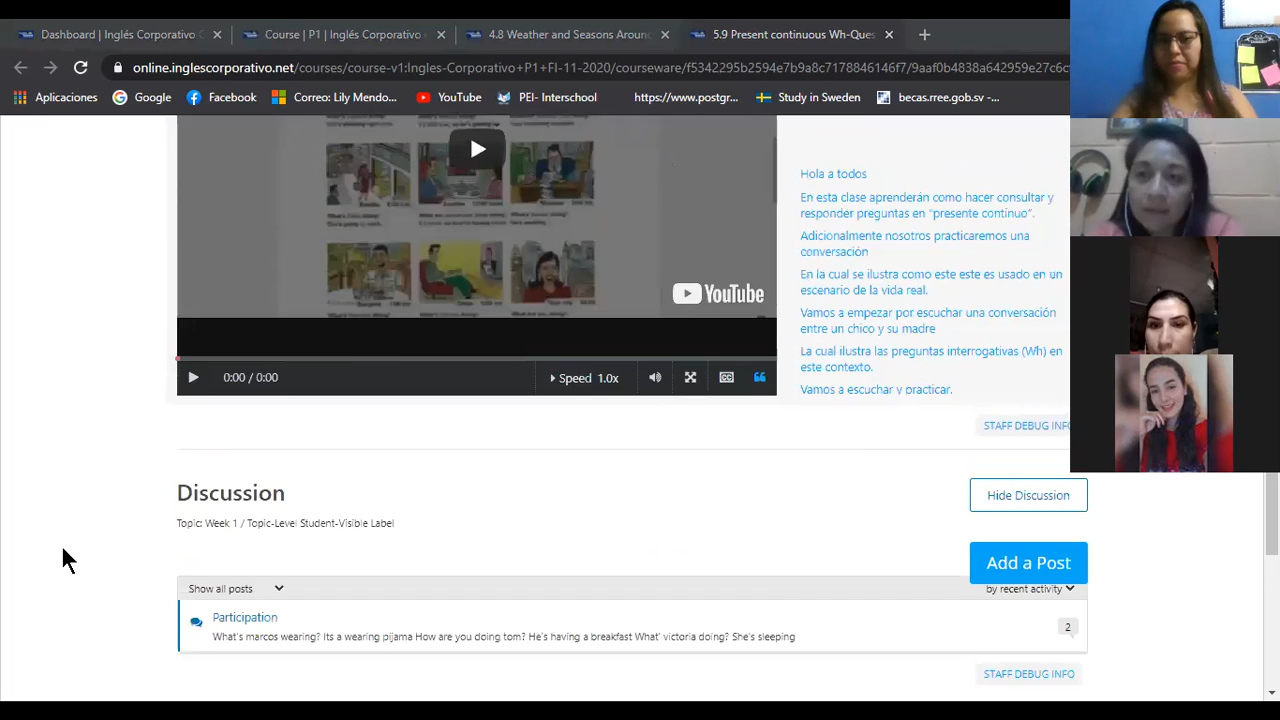 Dashboard | Inglés Corporativo C
Course | P1 | Inglés Corporativo
4.8 Weather and Seasons Aroun
5.9 Present continuous Wh-Ques
online.inglescorporativo.net/courses/course-v1:Ingles-Corporativo+P1+I-11-2020/courseware/f5342295b2594e7b9a8c7178846146f7/9aaf0b4838a642959e27c6c
Aplicaciones
Google
Facebook
Correo: Lily Mendo...
YouTube
PEI- Interschool
https://www.postgr...
Study in Sweden
becas.rree.gob.sv -...
YouTube
Hola a todos
En esta clase aprenderán como hacer consultar y
responder preguntas en "presente continuo".
Adicionalmente nosotros practicaremos una
conversación
En la cual se ilustra como este este es usado en un
escenario de la vida real.
Vamos a empezar por escuchar una conversación
entre un chico y su madre
La cual ilustra las preguntas interrogativas (Wh) en
este contexto.
Vamos a escuchar y practicar.
0:00 / 0:00
Speed 1.0x
STAFF DEBUG INFO
Discussion
Hide Discussion
Topic: Week 1 / Topic-Level Student-Visible Label
Add a Post
Show all posts
by recent activity
Participation
2
What's marcos wearing? Its a wearing pijama How are you doing tom? He's having a breakfast What' victoria doing? She's sleeping
STAFF DEBUG INFO